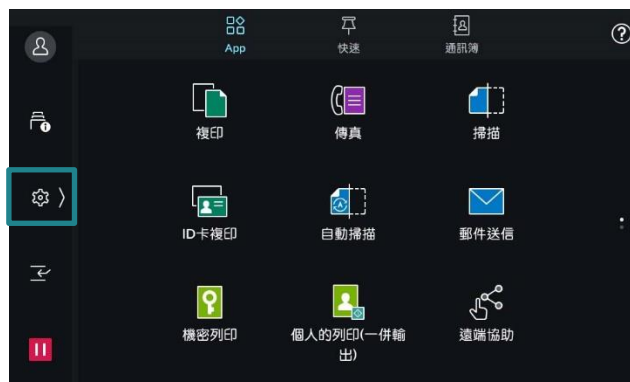 App
快速
通訊簿
複印
傳真
掃描
ID卡複印
自動掃描
郵件送信
機密列印
個人的列印(一併輸
出)
遠端協助